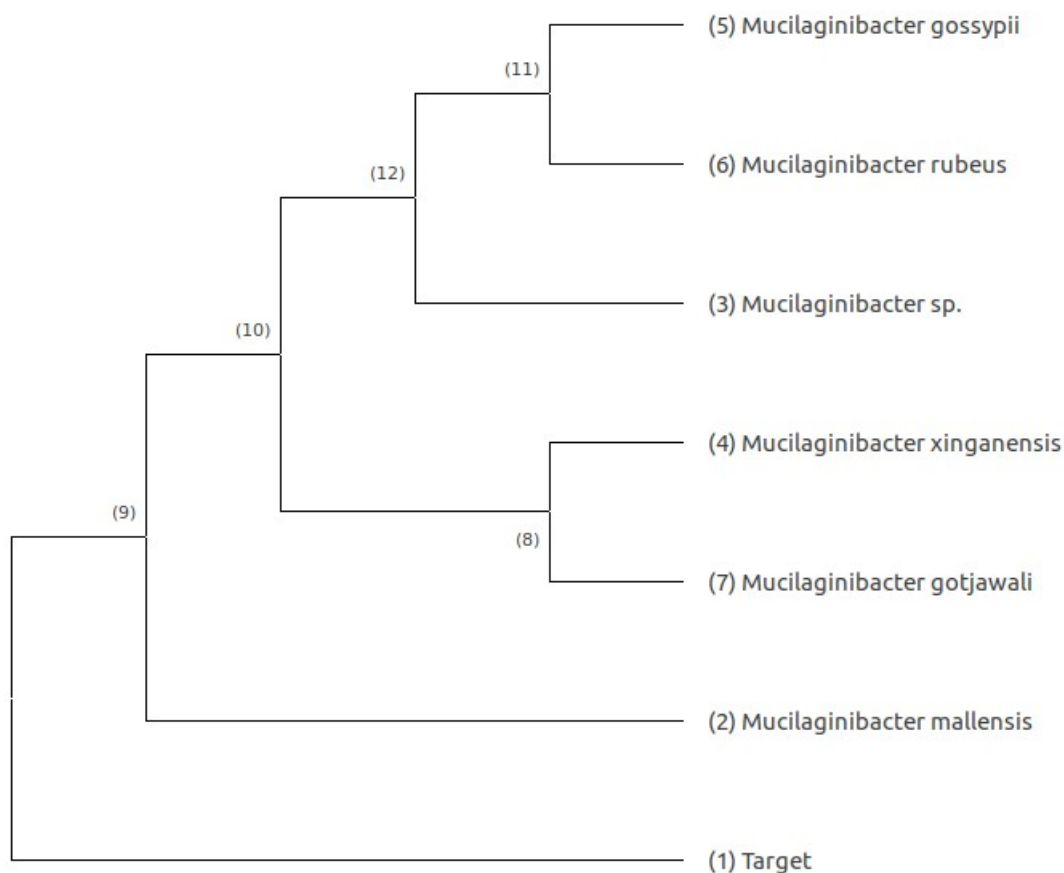 (5) Mucilaginibacter gossypii
(11)
(6) Mucilaginibacter rubeus
(12)
(3) Mucilaginibacter sp.
(10)
(4) Mucilaginibacter xinganensis
(9)
(8)
(7) Mucilaginibacter gotjawali
(2) Mucilaginibacter mallensis
(1) Target